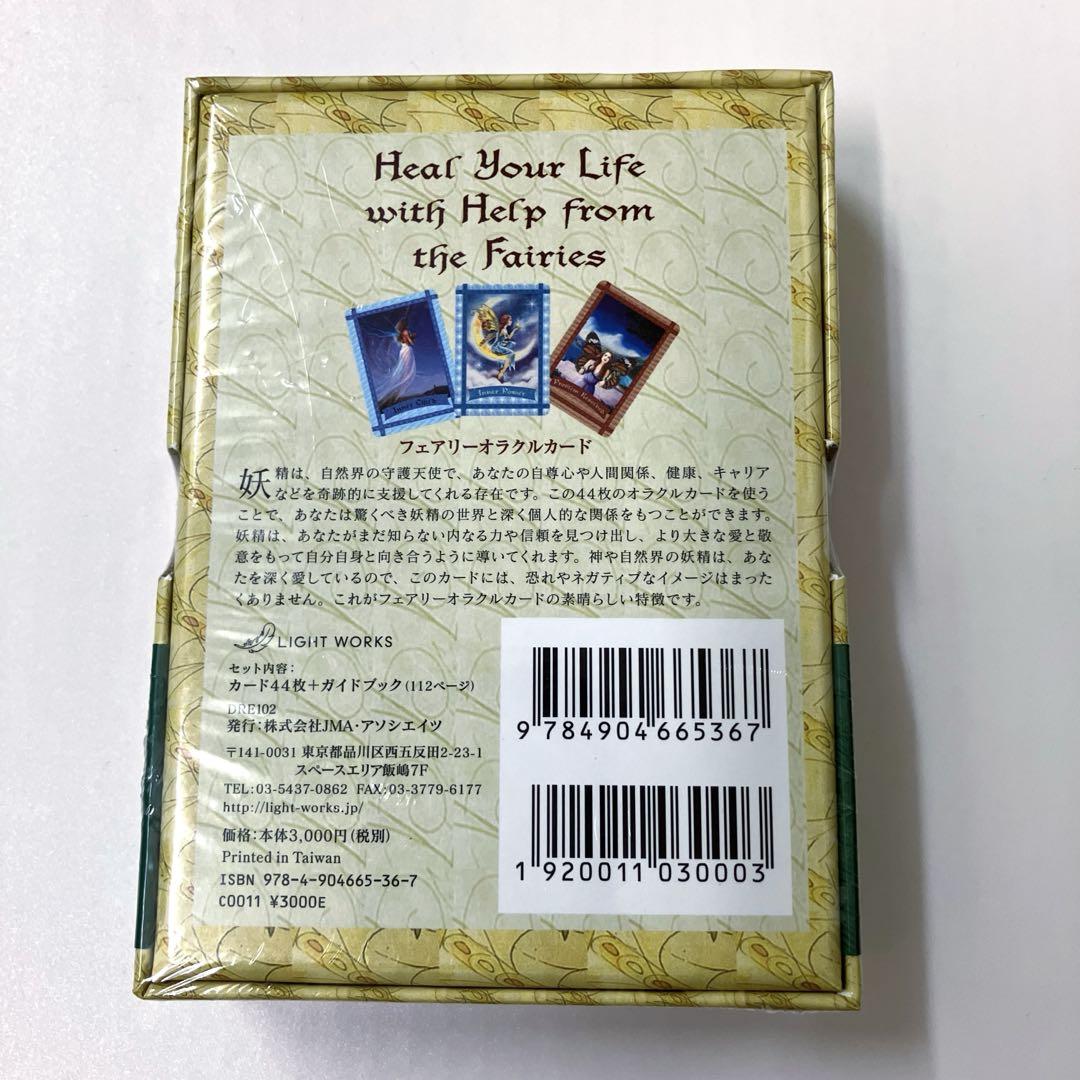 Heal Your Life
with Help from
the Fairies
Inner Child
Inner Power
フェアリーオラクルカード
妖精は、自然界の守護天使で、あなたの自尊心や人間関係、健康、キャリア
などを奇跡的に支援してくれる存在です。この44枚のオラクルカードを使う
ことで、あなたは驚くべき妖精の世界と深く個人的な関係をもつことができます。
妖精は、あなたがまだ知らない内なる力や信頼を見つけ出し、より大きな愛と敬
意をもって自分自身と向き合うように導いてくれます。神や自然界の妖精は、あな
たを深く愛しているので、このカードには、恐れやネガティブなイメージはまった
くありません。これがフェアリーオラクルカードの素晴らしい特徴です。
LIGHT WORKS
セット内容：
カード44枚＋ガイドブック（112ページ）
DRE102
発行：株式会社JMA・アソシエイツ
〒141-0031 東京都品川区西五反田2-23-1
スペースエリア飯嶋7F
TEL:03-5437-0862 FAX:03-3779-6177
http://light-works.jp/
価格：本体3,000円（税別）
Printed in Taiwan
ISBN 978-4-904665-36-7
C0011 ¥3000E
9 784904 665367
1 920011 030003